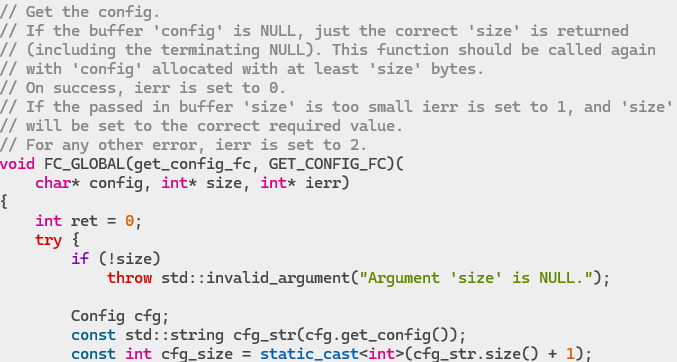 // Get the config.
// If the buffer 'config' is NULL, just the correct 'size' is returned
// (including the terminating NULL). This function should be called again
// with 'config' allocated with at least 'size' bytes.
// On success, ierr is set to 0.
// If the passed in buffer 'size' is too small ierr is set to 1, and 'size'
// will be set to the correct required value.
// For any other error, ierr is set to 2.
void FC_GLOBAL(get_config_fc, GET_CONFIG_FC)(
    char* config, int* size, int* ierr)
{
    int ret = 0;
    try {
        if (!size)
            throw std::invalid_argument("Argument 'size' is NULL.");

        Config cfg;
        const std::string cfg_str(cfg.get_config());
        const int cfg_size = static_cast<int>(cfg_str.size() + 1);